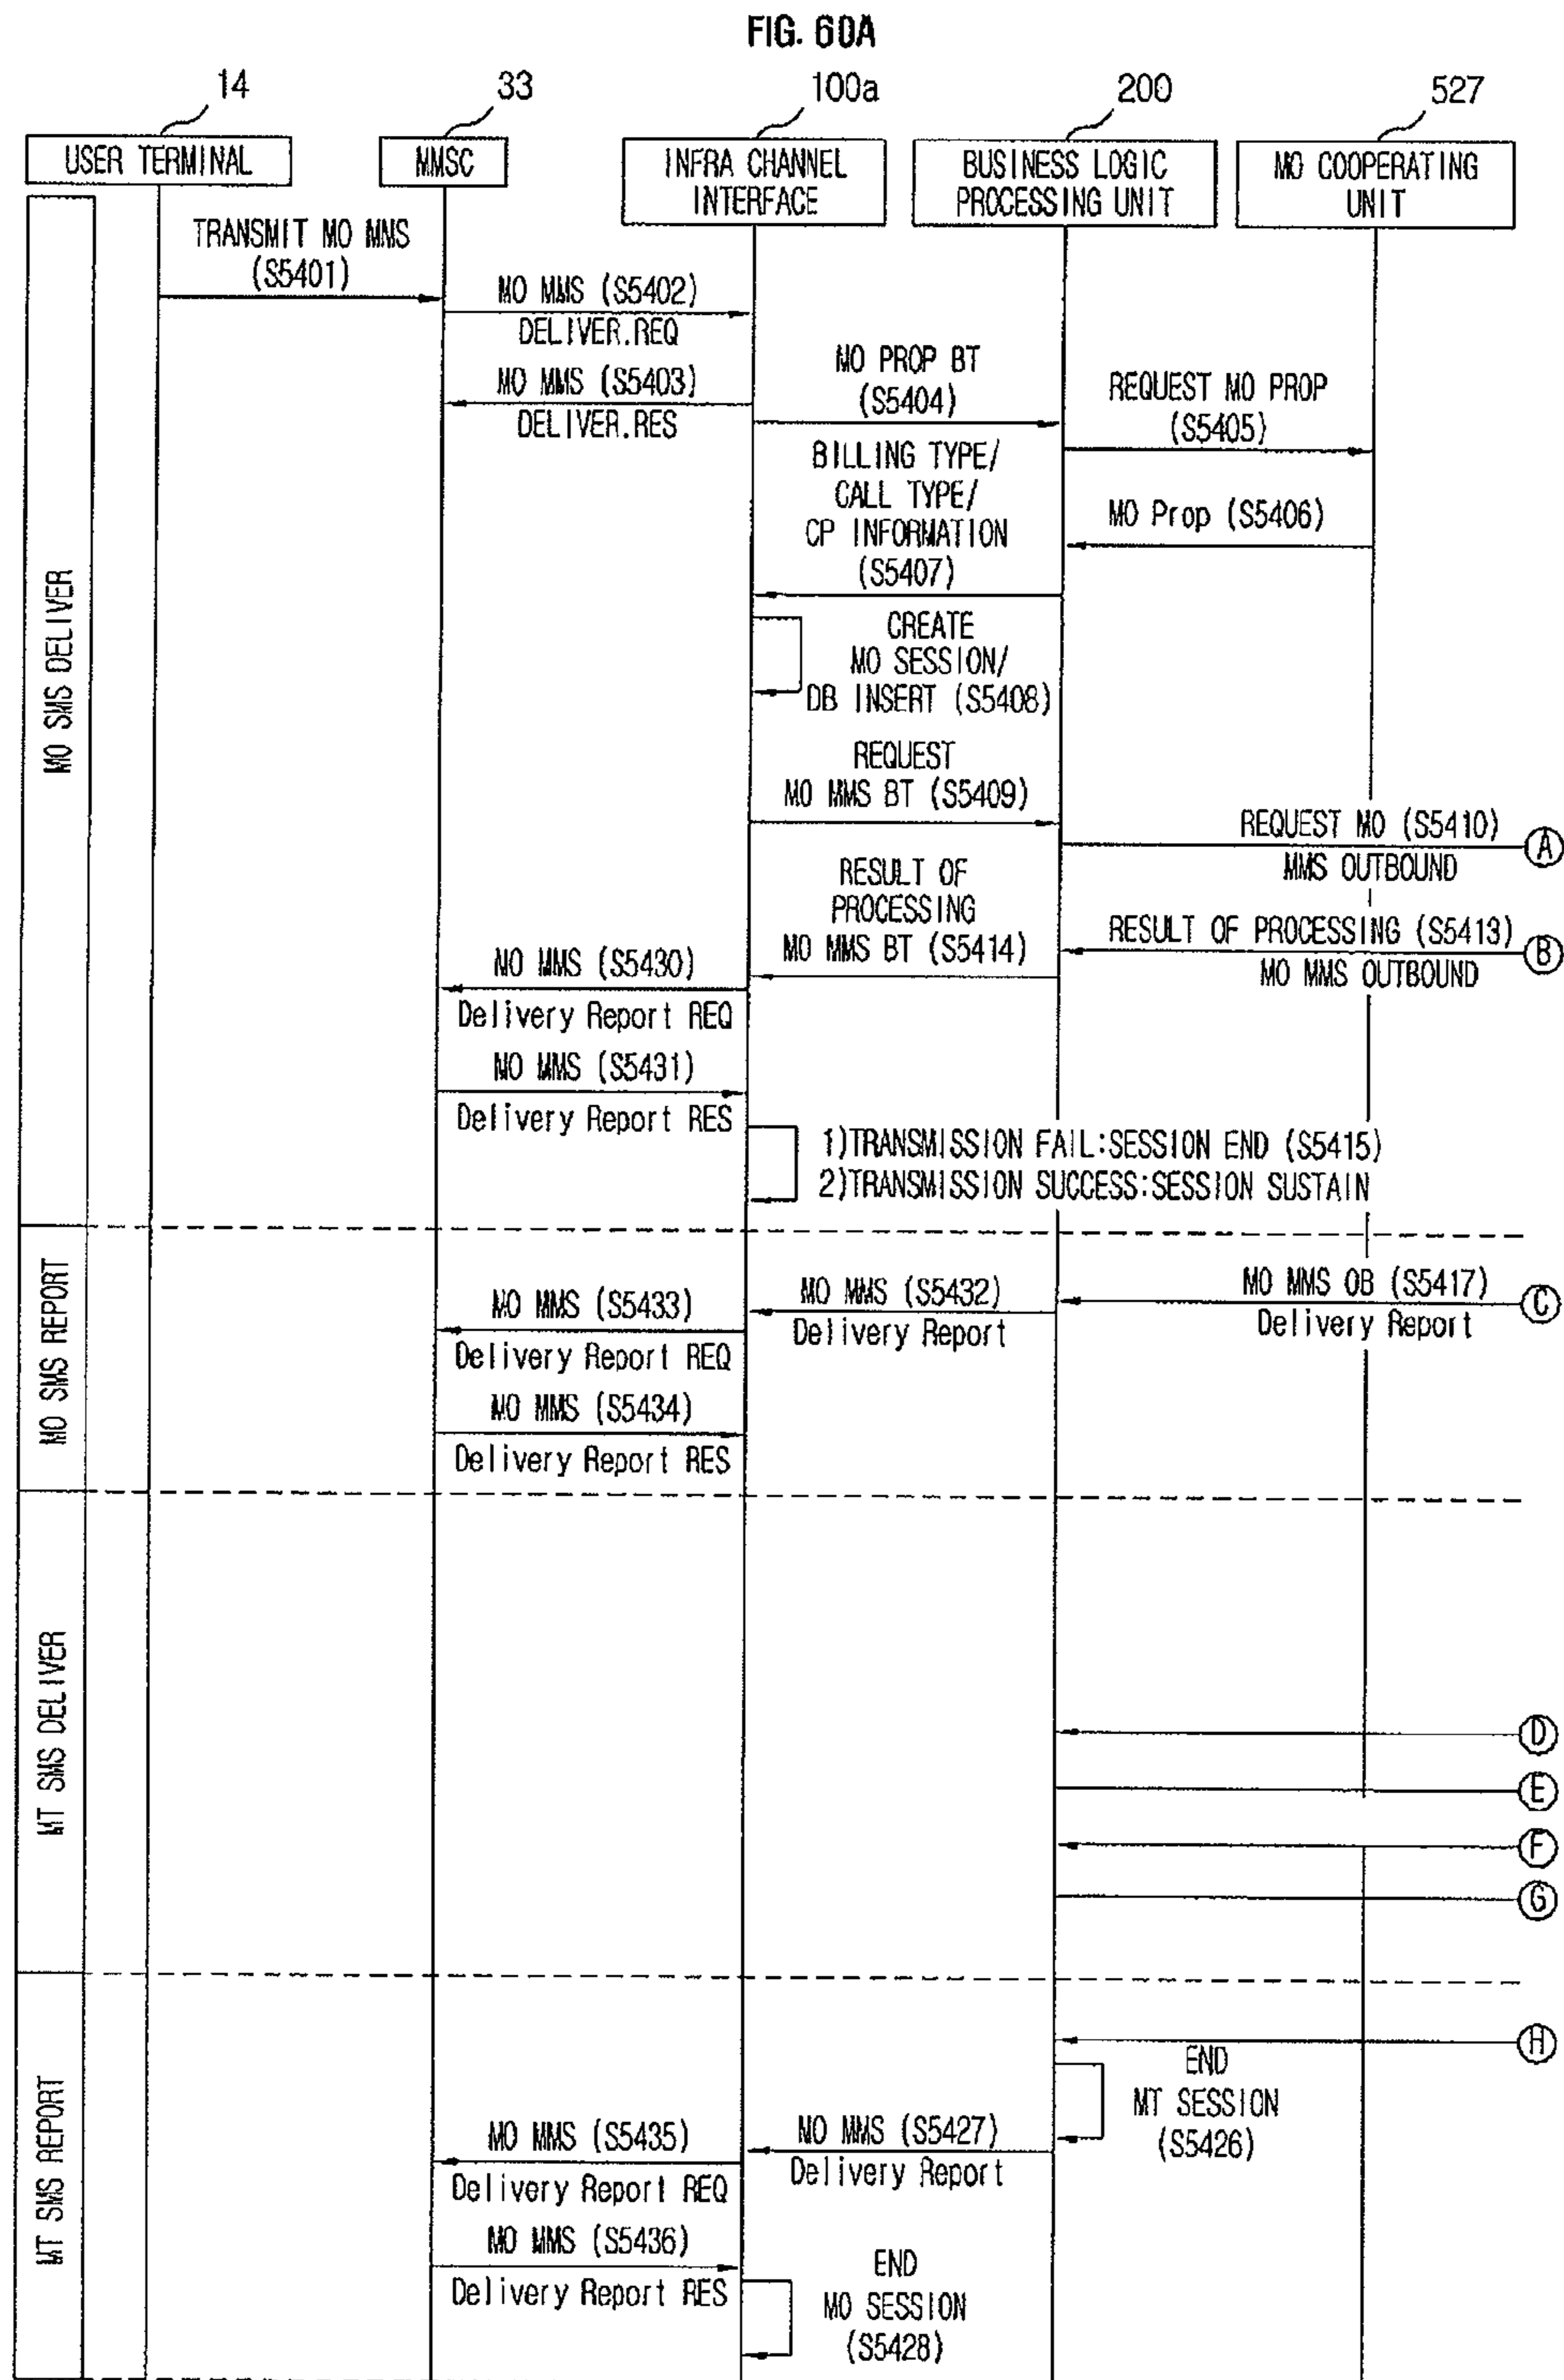 FIG. 60A
14
33
100a
200
527
USER TERMINAL
MMSC
INFRA CHANNEL
INTERFACE
BUSINESS LOGIC
PROCESSING UNIT
MO COOPERATING
UNIT
MO SMS DELIVER
TRANSMIT MO MMS
(S5401)
MO MMS (S5402)
DELIVER.REQ
MO MMS (S5403)
DELIVER.RES
MO PROP BT
(S5404)
REQUEST MO PROP
(S5405)
MO Prop (S5406)
BILLING TYPE/
CALL TYPE/
CP INFORMATION
(S5407)
CREATE
MO SESSION/
DB INSERT (S5408)
REQUEST
MO MMS BT (S5409)
REQUEST MO (S5410)
MMS OUTBOUND
A
RESULT OF
PROCESSING
MO MMS BT (S5414)
RESULT OF PROCESSING (S5413)
MO MMS OUTBOUND
B
MO MMS (S5430)
Delivery Report REQ
MO MMS (S5431)
Delivery Report RES
1)TRANSMISSION FAIL:SESSION END (S5415)
2)TRANSMISSION SUCCESS:SESSION SUSTAIN
MO SMS REPORT
MO MMS OB (S5417)
Delivery Report
C
MO MMS (S5432)
Delivery Report
MO MMS (S5433)
Delivery Report REQ
MO MMS (S5434)
Delivery Report RES
MT SMS DELIVER
D
E
F
G
MT SMS REPORT
H
END
MT SESSION
(S5426)
MO MMS (S5427)
Delivery Report
MO MMS (S5435)
Delivery Report REQ
MO MMS (S5436)
Delivery Report RES
END
MO SESSION
(S5428)